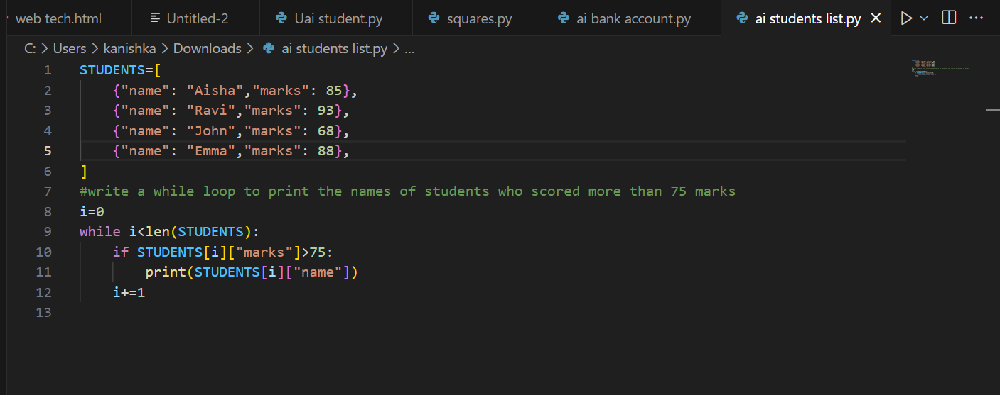 web tech.html Untitled-2 Uai student.py squares.py ai bank account.py ai students list.py
C: > Users > kanishka > Downloads > ai students list.py > ...
1 STUDENTS=[
2     {"name": "Aisha","marks": 85},
3     {"name": "Ravi","marks": 93},
4     {"name": "John","marks": 68},
5     {"name": "Emma","marks": 88},
6 ]
7 #write a while loop to print the names of students who scored more than 75 marks
8 i=0
9 while i<len(STUDENTS):
10     if STUDENTS[i]["marks"]>75:
11         print(STUDENTS[i]["name"])
12     i+=1
13